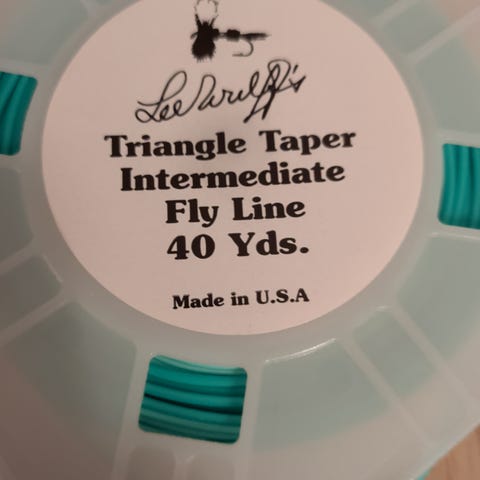 Lee Wulff's
Triangle Taper
Intermediate
Fly Line
40 Yds.
Made in U.S.A